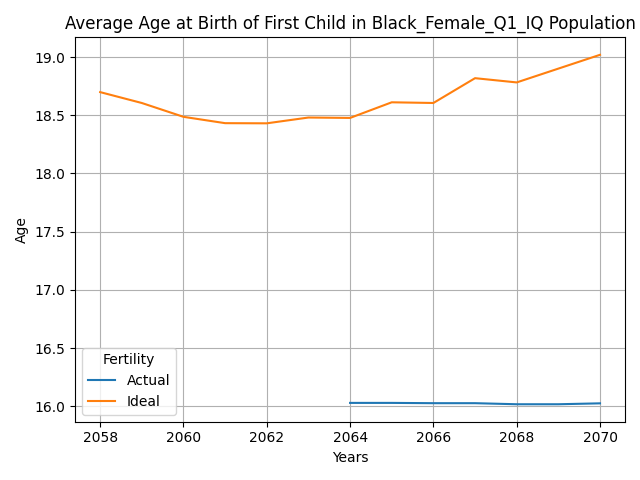 Average Age at Birth of First Child in Black_Female_Q1_IQ Population
19.0
18.5
18.0
17.5
17.0
16.5
16.0
Age
Fertility
Actual
Ideal
2058 2060 2062 2064 2066 2068 2070
Years